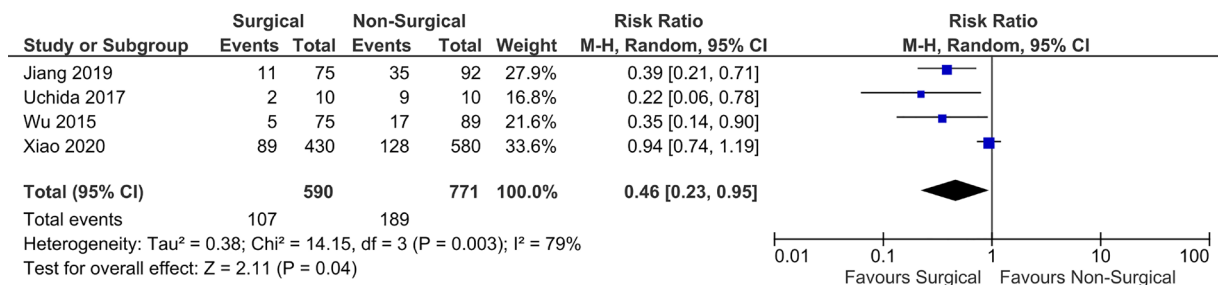 Surgical Non-Surgical Risk Ratio Risk Ratio
Study or Subgroup Events Total Events Total Weight M-H, Random, 95% CI M-H, Random, 95% CI
Jiang 2019 11 75 35 92 27.9% 0.39 [0.21, 0.71]
Uchida 2017 2 10 9 10 16.8% 0.22 [0.06, 0.78]
Wu 2015 5 75 17 89 21.6% 0.35 [0.14, 0.90]
Xiao 2020 89 430 128 580 33.6% 0.94 [0.74, 1.19]
Total (95% CI) 590 771 100.0% 0.46 [0.23, 0.95]
Total events 107 189
Heterogeneity: Tau² = 0.38; Chi² = 14.15, df = 3 (P = 0.003); I² = 79%
Test for overall effect: Z = 2.11 (P = 0.04)
0.01 0.1 1 10 100
Favours Surgical Favours Non-Surgical